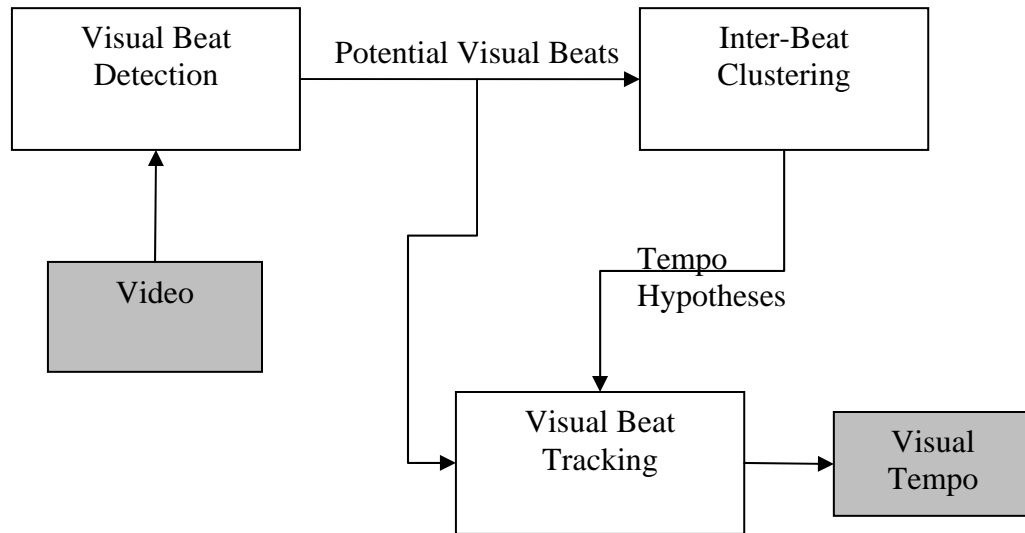 Visual Beat
Detection
Potential Visual Beats
Inter-Beat
Clustering
Video
Tempo
Hypotheses
Visual Beat
Tracking
Visual
Tempo